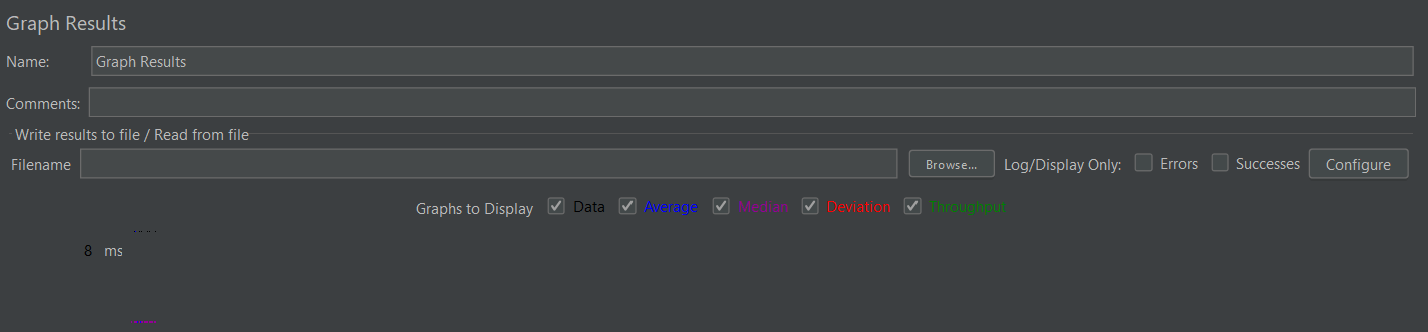 Graph Results
Name: Graph Results
Comments:
Write results to file / Read from file
Filename Browse... Log/Display Only: Errors Successes Configure
Graphs to Display Data Average Median Deviation Throughput
8 ms